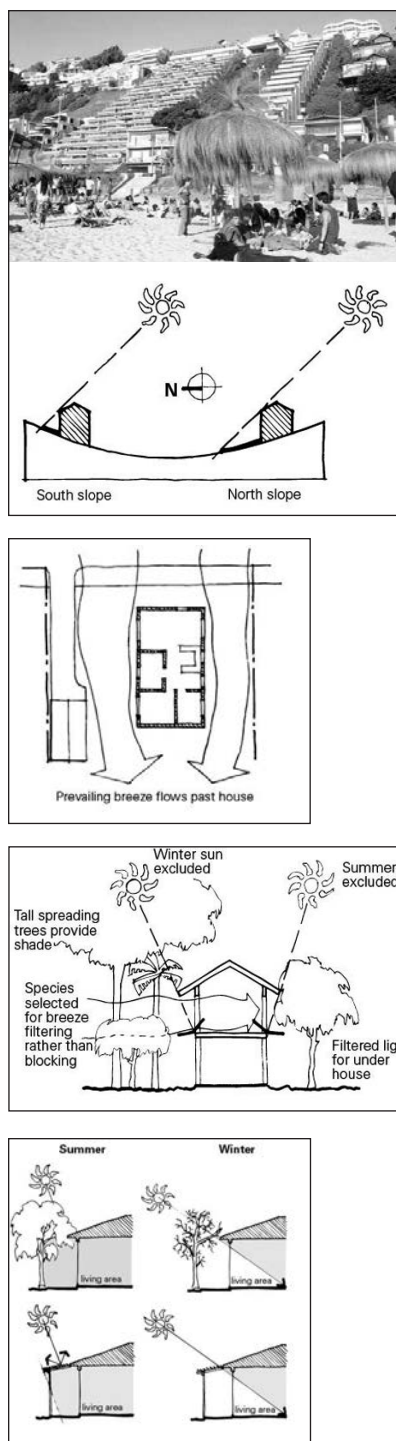 N
South slope
North slope
Prevailing breeze flows past house
Winter sun
excluded
Summer
excluded
Tall spreading
trees provide
shade
Species
selected
for breeze
filtering
rather than
blocking
Filtered lig
for under
house
Summer
Winter
living area
living area
living area
living area